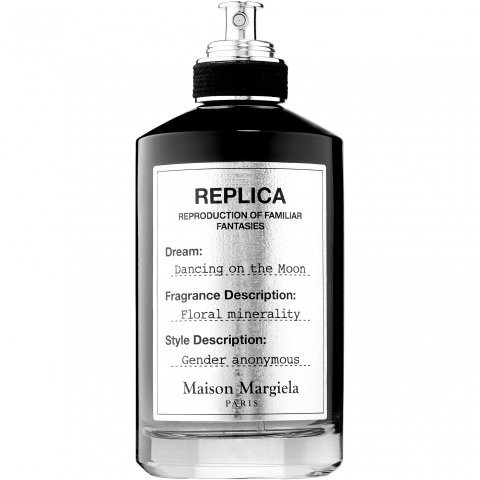 REPLICA
REPRODUCTION OF FAMILIAR
FANTASIES
Dream:
Dancing on the Moon
Fragrance Description:
Floral minerality
Style Description:
Gender anonymous
Maison Margiela
PARIS